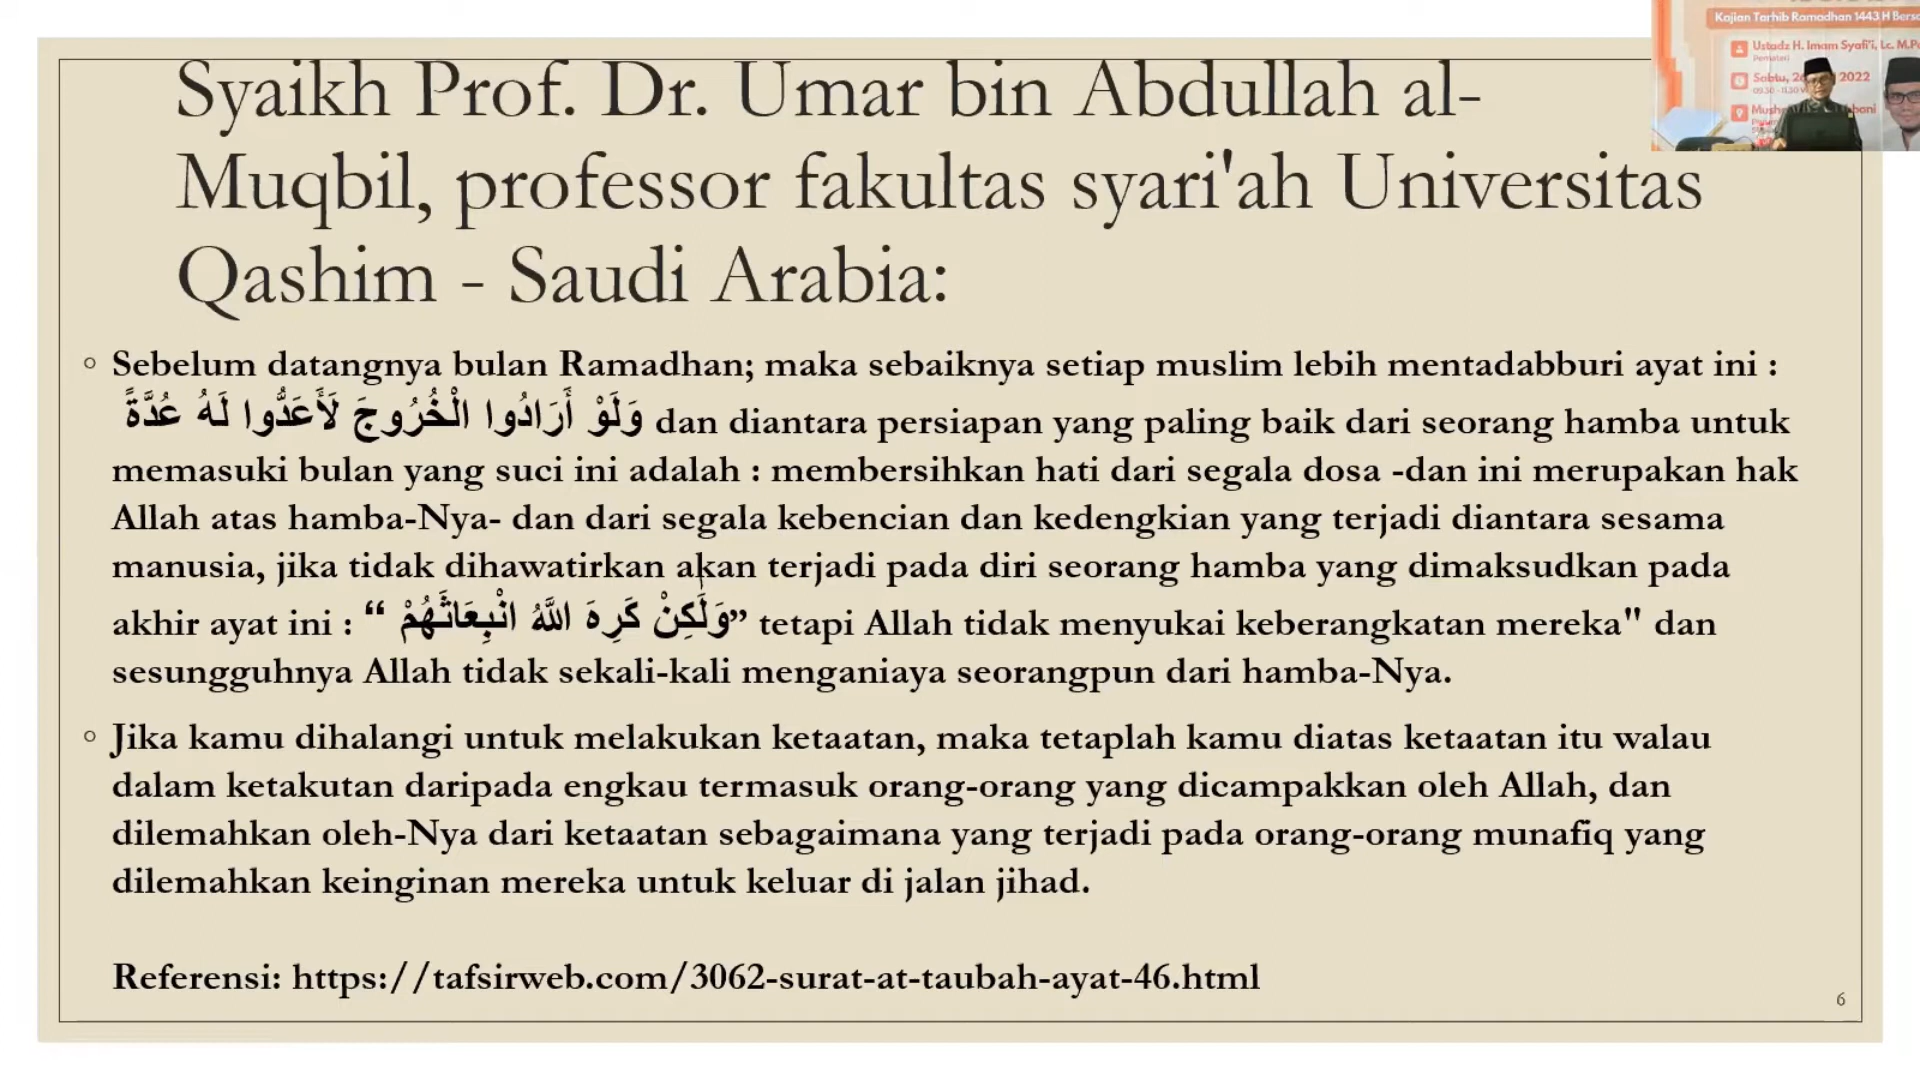 Kajian Tarhib Ramadhan 1443 H
Ustadz H. Imam Syafi'i, Lc.
Sabtu,
2022
Syaikh Prof. Dr. Umar bin Abdullah al-
Muqbil, professor fakultas syari'ah Universitas
Qashim - Saudi Arabia:
◦ Sebelum datangnya bulan Ramadhan; maka sebaiknya setiap muslim lebih mentadabburi ayat ini :
وَلَوْ أَرَادُوا الْخُرُوجَ لَأَعَدُّوا لَهُ عُدَّةً dan diantara persiapan yang paling baik dari seorang hamba untuk
memasuki bulan yang suci ini adalah : membersihkan hati dari segala dosa -dan ini merupakan hak
Allah atas hamba-Nya- dan dari segala kebencian dan kedengkian yang terjadi diantara sesama
manusia, jika tidak dihawatirkan akan terjadi pada diri seorang hamba yang dimaksudkan pada
akhir ayat ini : “ وَلَٰكِنْ كَرِهَ اللَّهُ انْبِعَاثَهُمْ” tetapi Allah tidak menyukai keberangkatan mereka" dan
sesungguhnya Allah tidak sekali-kali menganiaya seorangpun dari hamba-Nya.
◦ Jika kamu dihalangi untuk melakukan ketaatan, maka tetaplah kamu diatas ketaatan itu walau
dalam ketakutan daripada engkau termasuk orang-orang yang dicampakkan oleh Allah, dan
dilemahkan oleh-Nya dari ketaatan sebagaimana yang terjadi pada orang-orang munafiq yang
dilemahkan keinginan mereka untuk keluar di jalan jihad.
Referensi: https://tafsirweb.com/3062-surat-at-taubah-ayat-46.html
6